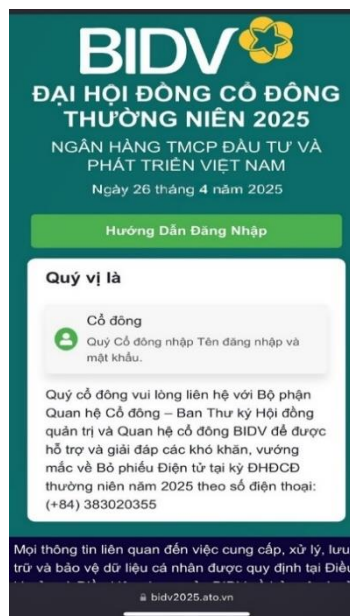 BIDV
ĐẠI HỘI ĐỒNG CỔ ĐÔNG
THƯỜNG NIÊN 2025
NGÂN HÀNG TMCP ĐẦU TƯ VÀ
PHÁT TRIỂN VIỆT NAM
Ngày 26 tháng 4 năm 2025
Hướng Dẫn Đăng Nhập
Quý vị là
Cổ đông
Quý Cổ đông nhập Tên đăng nhập và
mật khẩu.
Quý cổ đông vui lòng liên hệ với Bộ phận
Quan hệ Cổ đông – Ban Thư ký Hội đồng
quản trị và Quan hệ cổ đông BIDV để được
hỗ trợ và giải đáp các khó khăn, vướng
mắc về Bỏ phiếu Điện tử tại kỳ ĐHĐCĐ
thường niên năm 2025 theo số điện thoại:
(+84) 383020355
Mọi thông tin liên quan đến việc cung cấp, xử lý, lưu
trữ và bảo vệ dữ liệu cá nhân được quy định tại Điều
bidv2025.ato.vn